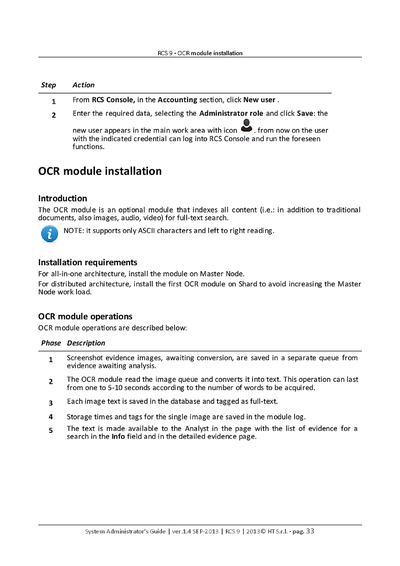 RCS 9 - OCR module installation
Step Action
1 From RCS Console, in the Accounting section, click New user .
2 Enter the required data, selecting the Administrator role and click Save: the
new user appears in the main work area with icon . from now on the user
with the indicated credential can log into RCS Console and run the foreseen
functions.
OCR module installation
Introduction
The OCR module is an optional module that indexes all content (i.e.: in addition to traditional
documents, also images, audio, video) for full-text search.
NOTE: it supports only ASCII characters and left to right reading.
Installation requirements
For all-in-one architecture, install the module on Master Node.
For distributed architecture, install the first OCR module on Shard to avoid increasing the Master
Node work load.
OCR module operations
OCR module operations are described below:
Phase Description
1 Screenshot evidence images, awaiting conversion, are saved in a separate queue from
evidence awaiting analysis.
2 The OCR module read the image queue and converts it into text. This operation can last
from one to 5-10 seconds according to the number of words to be acquired.
3 Each image text is saved in the database and tagged as full-text.
4 Storage times and tags for the single image are saved in the module log.
5 The text is made available to the Analyst in the page with the list of evidence for a
search in the Info field and in the detailed evidence page.
System Administrator's Guide | ver.1.4 SEP-2013 | RCS 9 | 2013© HT S.r.l. - pag. 33